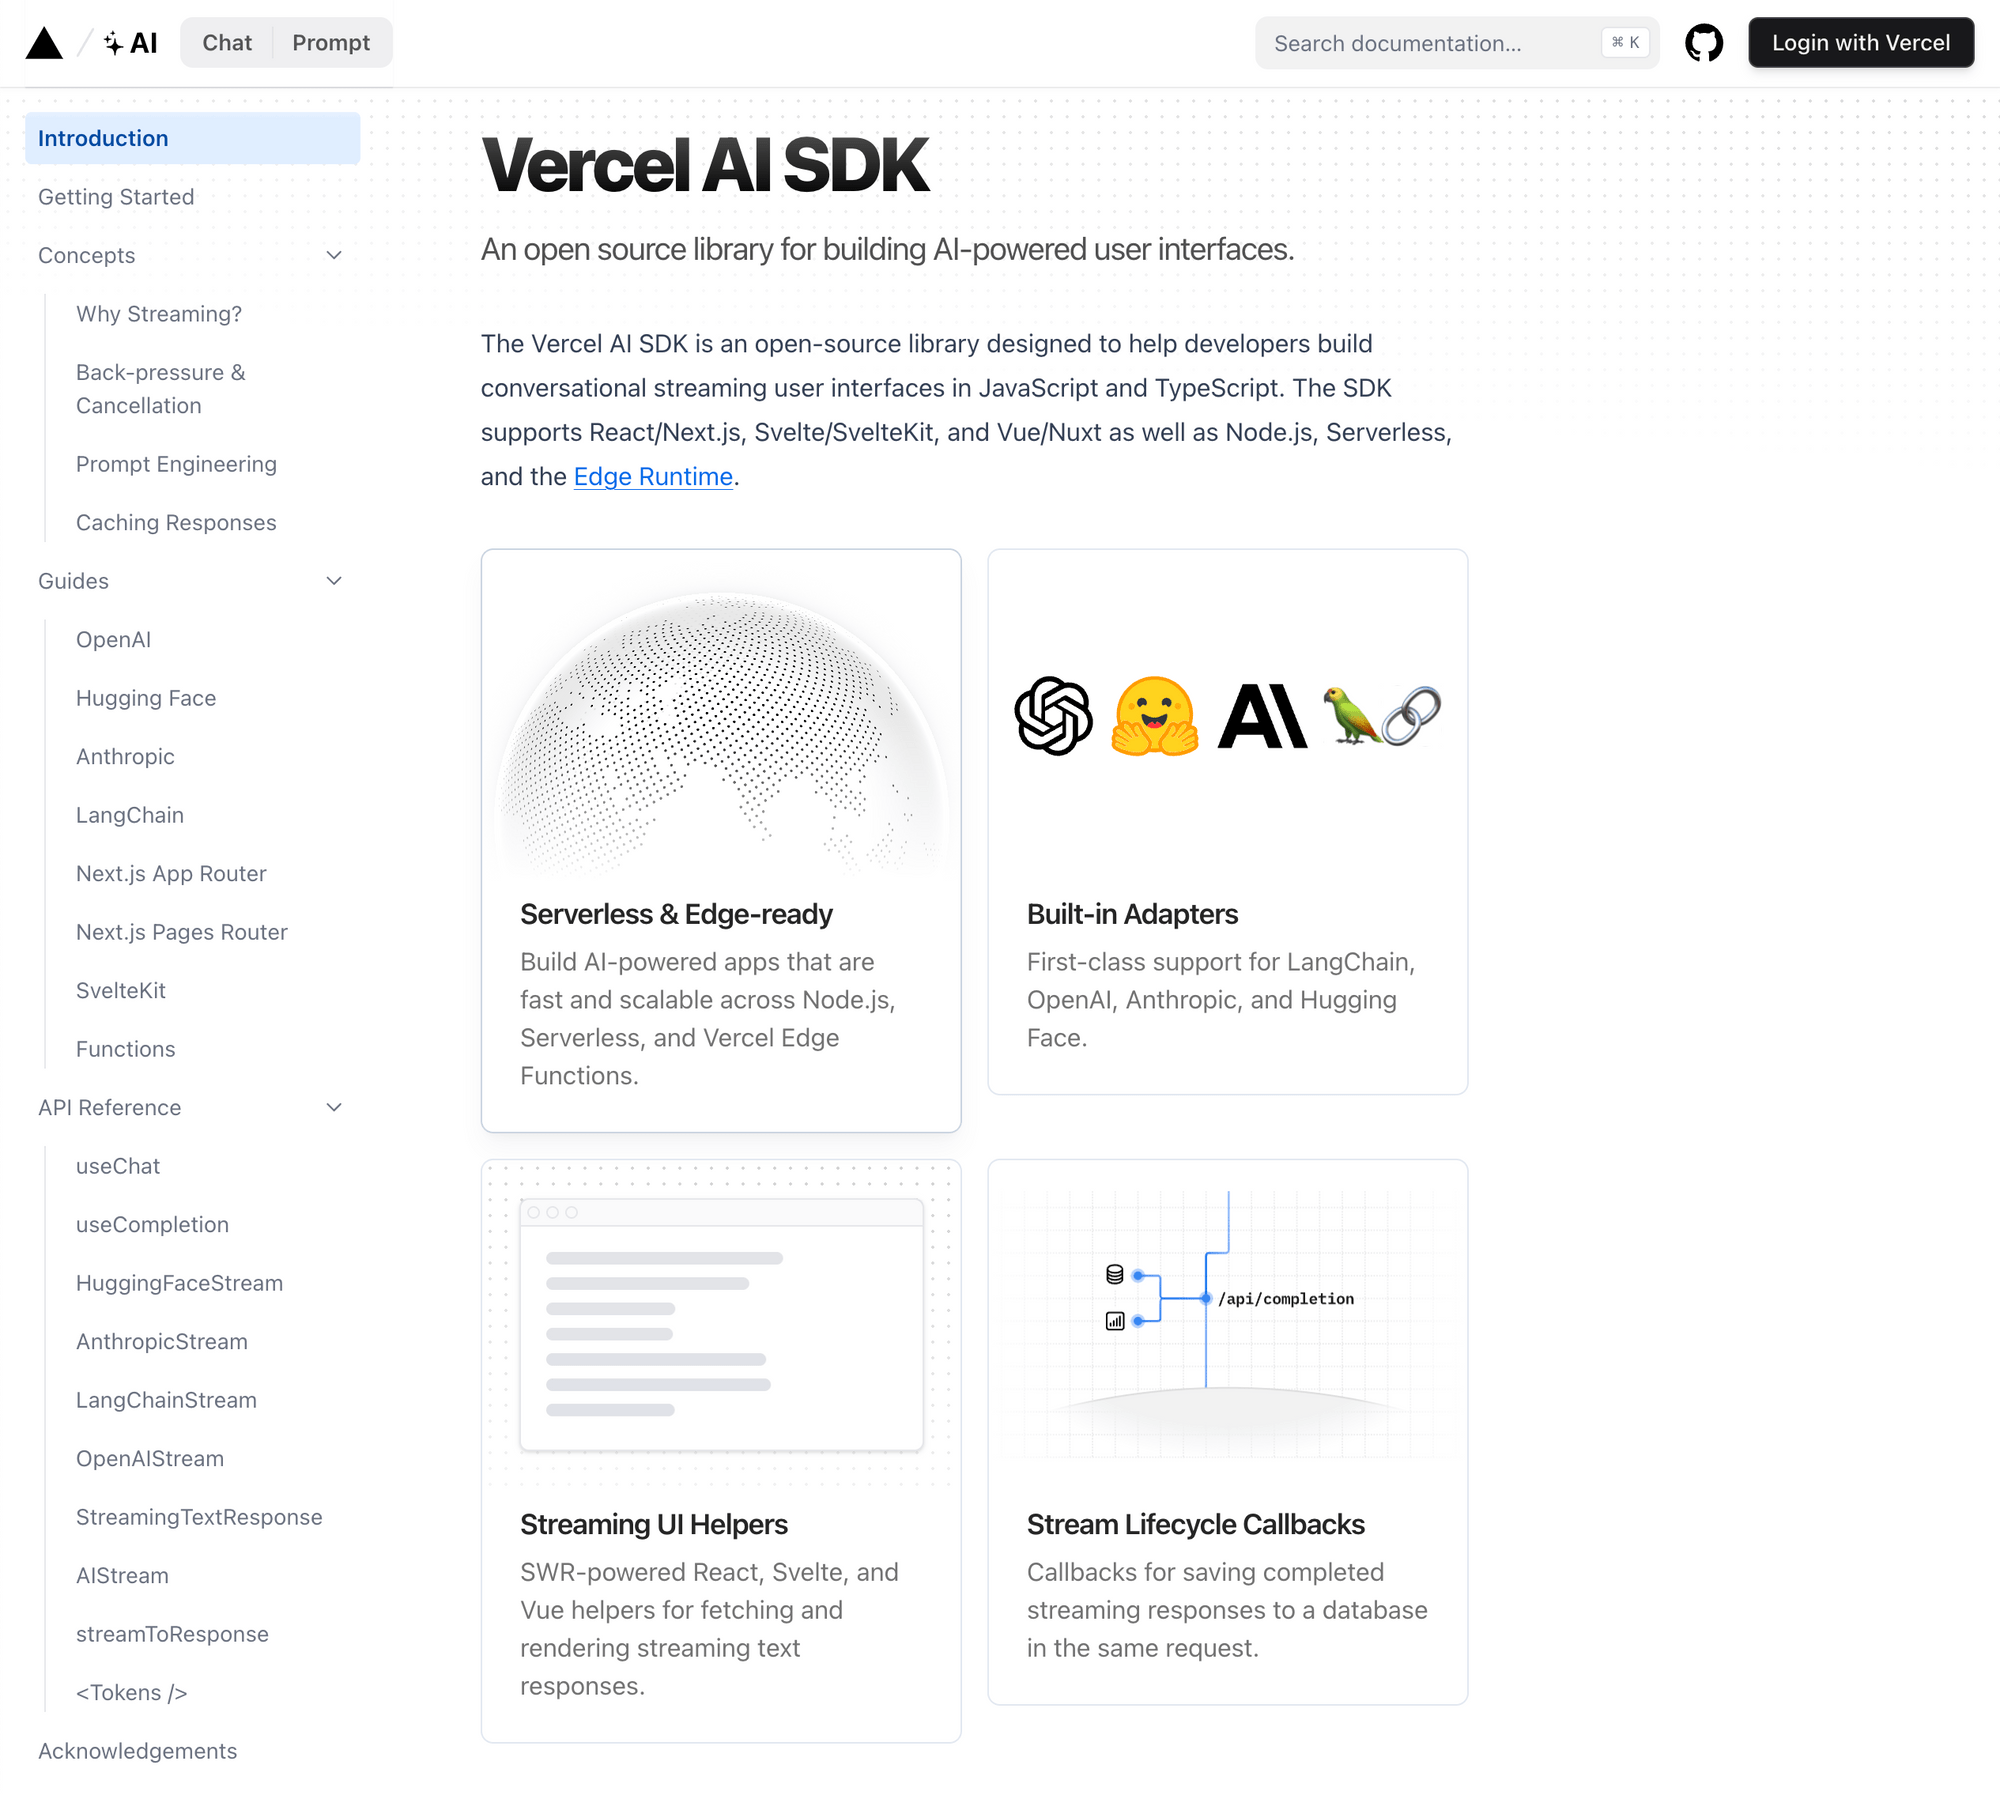 AI
Chat
Prompt
Search documentation...
⌘ K
Login with Vercel
Introduction
Getting Started
Concepts
Why Streaming?
Back-pressure &
Cancellation
Prompt Engineering
Caching Responses
Guides
OpenAI
Hugging Face
Anthropic
LangChain
Next.js App Router
Next.js Pages Router
SvelteKit
Functions
API Reference
useChat
useCompletion
HuggingFaceStream
AnthropicStream
LangChainStream
OpenAIStream
StreamingTextResponse
AIStream
streamToResponse
<Tokens />
Acknowledgements
Vercel AI SDK
An open source library for building AI-powered user interfaces.
The Vercel AI SDK is an open-source library designed to help developers build
conversational streaming user interfaces in JavaScript and TypeScript. The SDK
supports React/Next.js, Svelte/SvelteKit, and Vue/Nuxt as well as Node.js, Serverless,
and the Edge Runtime.
Serverless & Edge-ready
Build AI-powered apps that are
fast and scalable across Node.js,
Serverless, and Vercel Edge
Functions.
Built-in Adapters
First-class support for LangChain,
OpenAI, Anthropic, and Hugging
Face.
Streaming UI Helpers
SWR-powered React, Svelte, and
Vue helpers for fetching and
rendering streaming text
responses.
/api/completion
Stream Lifecycle Callbacks
Callbacks for saving completed
streaming responses to a database
in the same request.